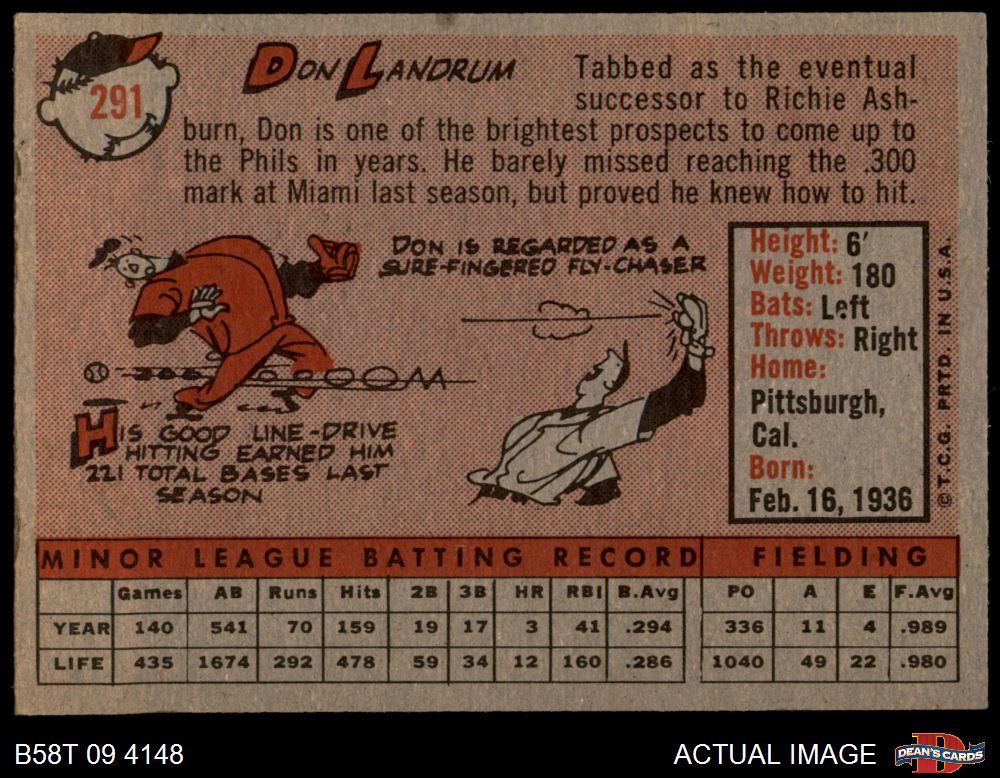 291
DON LANDRUM
Tabbed as the eventual
successor to Richie Ash-
burn, Don is one of the brightest prospects to come up to
the Phils in years. He barely missed reaching the .300
mark at Miami last season, but proved he knew how to hit.
DON IS REGARDED AS A
SURE-FINGERED FLY-CHASER
HIS GOOD LINE-DRIVE
HITTING EARNED HIM
221 TOTAL BASES LAST
SEASON
Height: 6'
Weight: 180
Bats: Left
Throws: Right
Home:
Pittsburgh,
Cal.
Born:
Feb. 16, 1936
© T.C.G. PRTD. IN U.S.A.
MINOR LEAGUE BATTING RECORD FIELDING
Games AB Runs Hits 2B 3B HR RBI B.Avg PO A E F.Avg
YEAR 140 541 70 159 19 17 3 41 .294 336 11 4 .989
LIFE 435 1674 292 478 59 34 12 160 .286 1040 49 22 .980
B58T 09 4148
ACTUAL IMAGE
DEAN'S CARDS